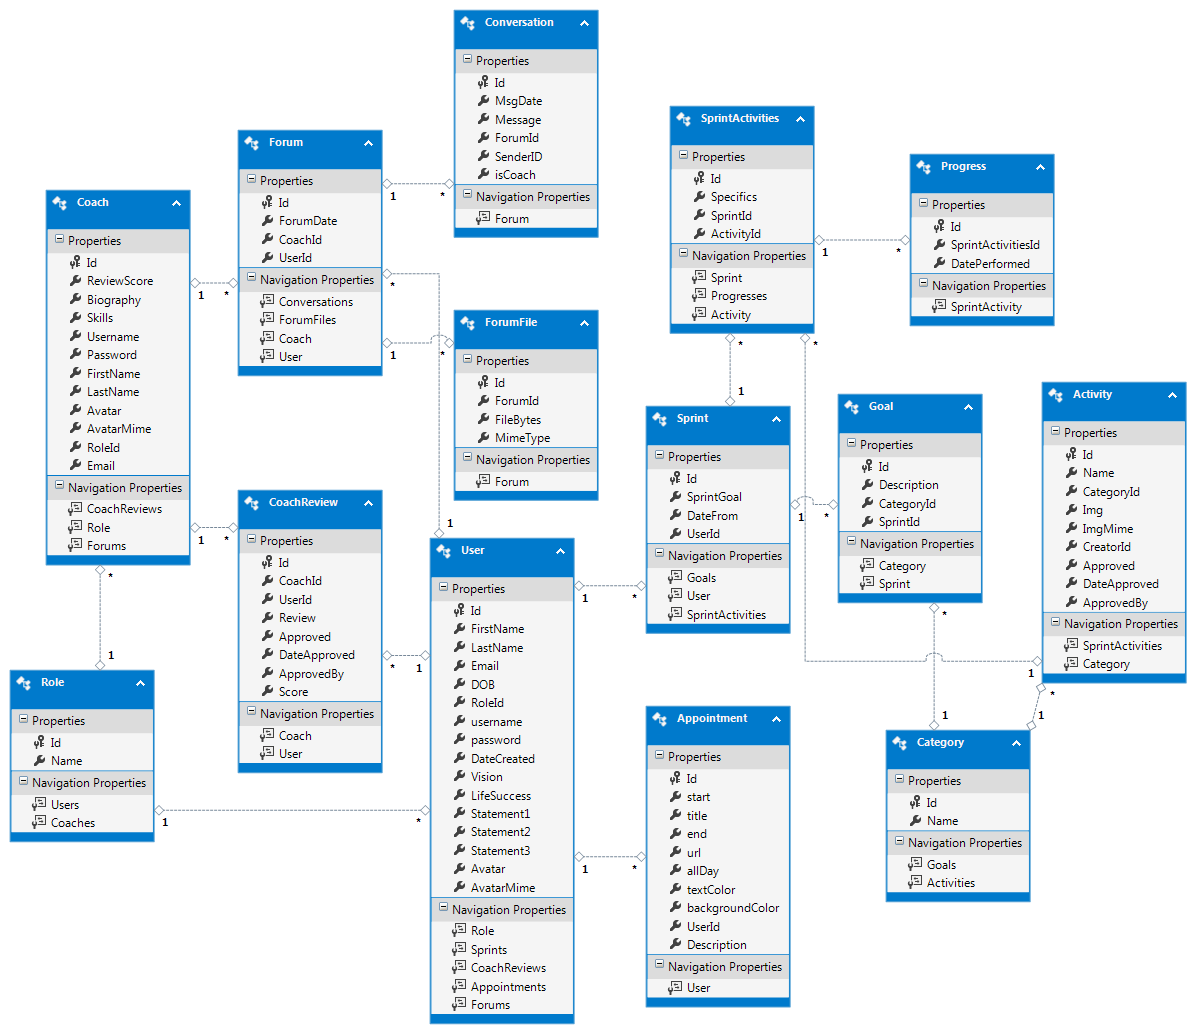 Conversation
Properties
Id
MsgDate
Message
ForumId
SenderID
isCoach
Navigation Properties
Forum
1
*
Forum
Properties
Id
ForumDate
CoachId
UserId
Navigation Properties
Conversations
ForumFiles
Coach
User
*
1
*
Coach
Properties
Id
ReviewScore
Biography
Skills
Username
Password
FirstName
LastName
Avatar
AvatarMime
RoleId
Email
Navigation Properties
CoachReviews
Role
Forums
1
*
1
*
*
1
ForumFile
Properties
Id
ForumId
FileBytes
MimeType
Navigation Properties
Forum
CoachReview
Properties
Id
CoachId
UserId
Review
Approved
DateApproved
ApprovedBy
Score
Navigation Properties
Coach
User
*
1
Role
Properties
Id
Name
Navigation Properties
Users
Coaches
1
*
1
User
Properties
Id
FirstName
LastName
Email
DOB
RoleId
username
password
DateCreated
Vision
LifeSuccess
Statement1
Statement2
Statement3
Avatar
AvatarMime
Navigation Properties
Role
Sprints
CoachReviews
Appointments
Forums
1
*
1
*
SprintActivities
Properties
Id
Specifics
SprintId
ActivityId
Navigation Properties
Sprint
Progresses
Activity
1
*
*
*
1
Progress
Properties
Id
SprintActivitiesId
DatePerformed
Navigation Properties
SprintActivity
Sprint
Properties
Id
SprintGoal
DateFrom
UserId
Navigation Properties
Goals
User
SprintActivities
1
*
Goal
Properties
Id
Description
CategoryId
SprintId
Navigation Properties
Category
Sprint
*
1
Activity
Properties
Id
Name
CategoryId
Img
ImgMime
CreatorId
Approved
DateApproved
ApprovedBy
Navigation Properties
SprintActivities
Category
1
*
1
Appointment
Properties
Id
start
title
end
url
allDay
textColor
backgroundColor
UserId
Description
Navigation Properties
User
Category
Properties
Id
Name
Navigation Properties
Goals
Activities